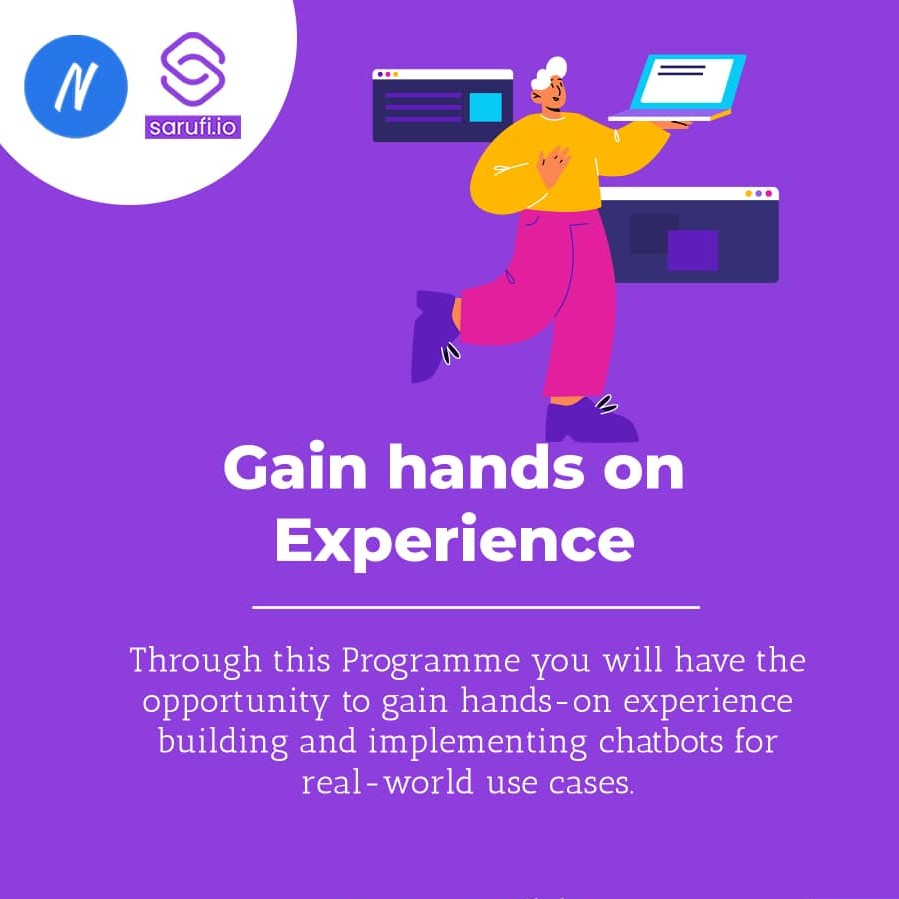 N
sarufi.io
Gain hands on
Experience
Through this Programme you will have the
opportunity to gain hands-on experience
building and implementing chatbots for
real-world use cases.